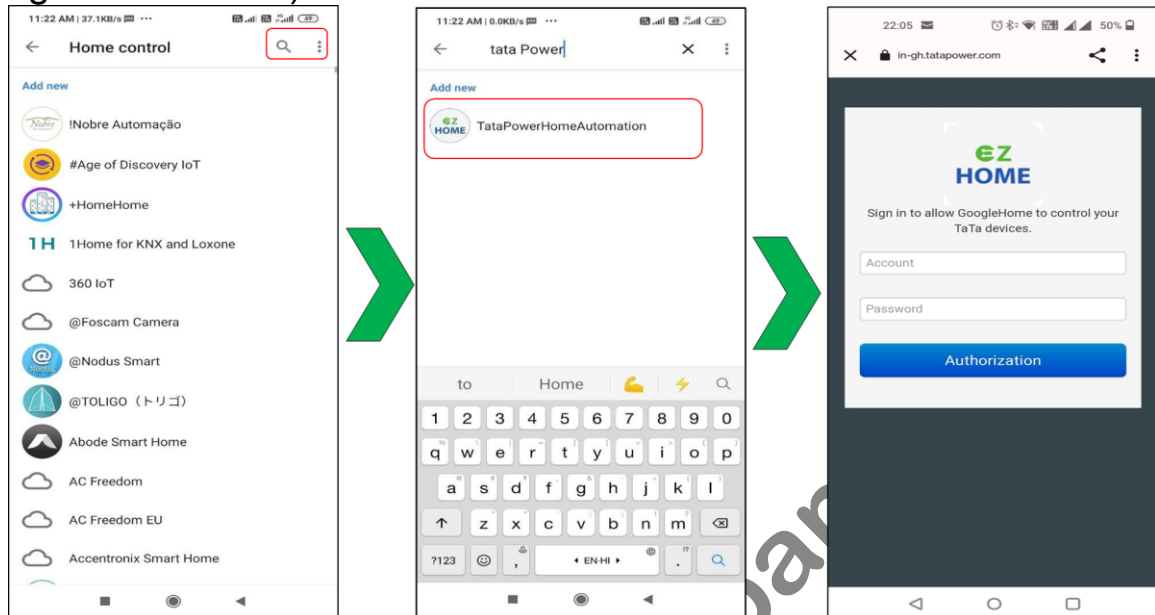 11:22 AM | 37.1KB/s ··· 49
Home control
Add new
Nobre
!Nobre Automação
#Age of Discovery IoT
+HomeHome
1H 1Home for KNX and Loxone
360 IoT
@Foscam Camera
@ Nodus
@Nodus Smart
@TOLIGO（トリゴ）
Abode Smart Home
AC Freedom
AC Freedom EU
Accentronix Smart Home
11:22 AM | 0.0KB/s ··· 49
tata Power
Add new
EZ HOME TataPowerHomeAutomation
to Home
1 2 3 4 5 6 7 8 9 0
q w e r t y u i o p
a s d f g h j k l
z x c v b n m
?123 , EN·HI .
22:05 50%
in-gh.tatapower.com
EZ
HOME
Sign in to allow GoogleHome to control your
TaTa devices.
Account
Password
Authorization